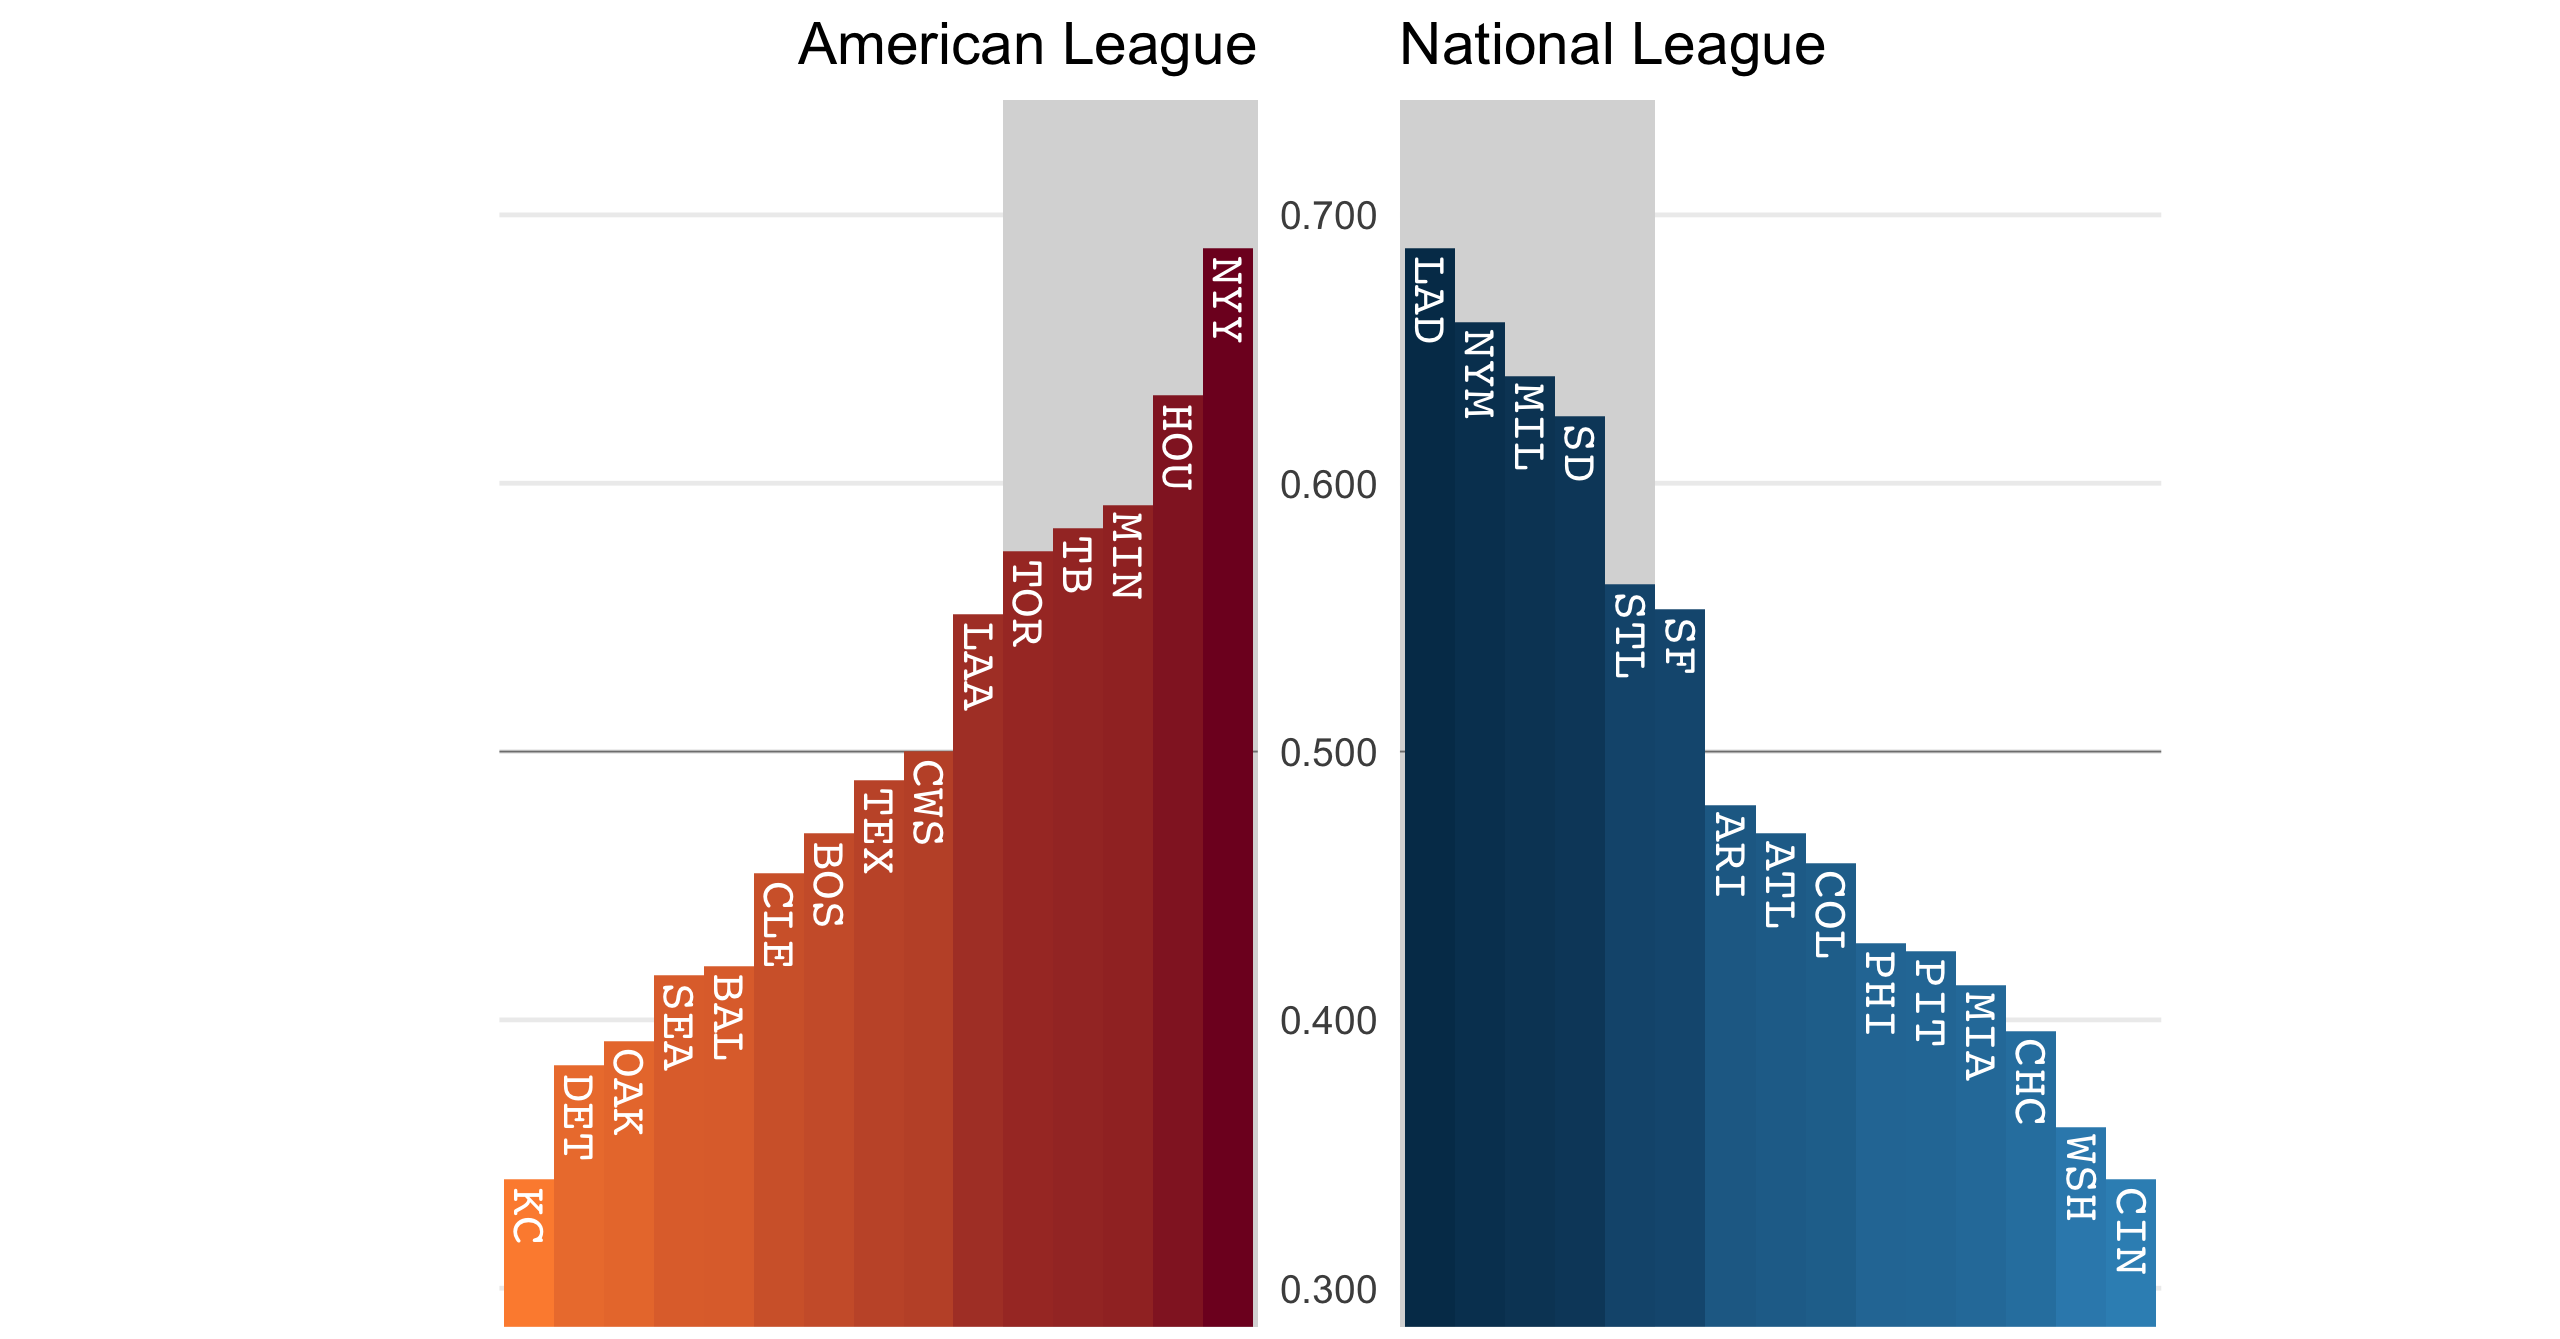 American League
National League
0.700
0.600
0.500
0.400
0.300
KC
DET
OAK
SEA
BAL
CLE
BOS
TEX
CWS
LAA
TOR
TB
MIN
HOU
NYY
LAD
NYM
MIL
SD
STL
SF
ARI
ATL
COL
PHI
PIT
MIA
CHC
WSH
CIN